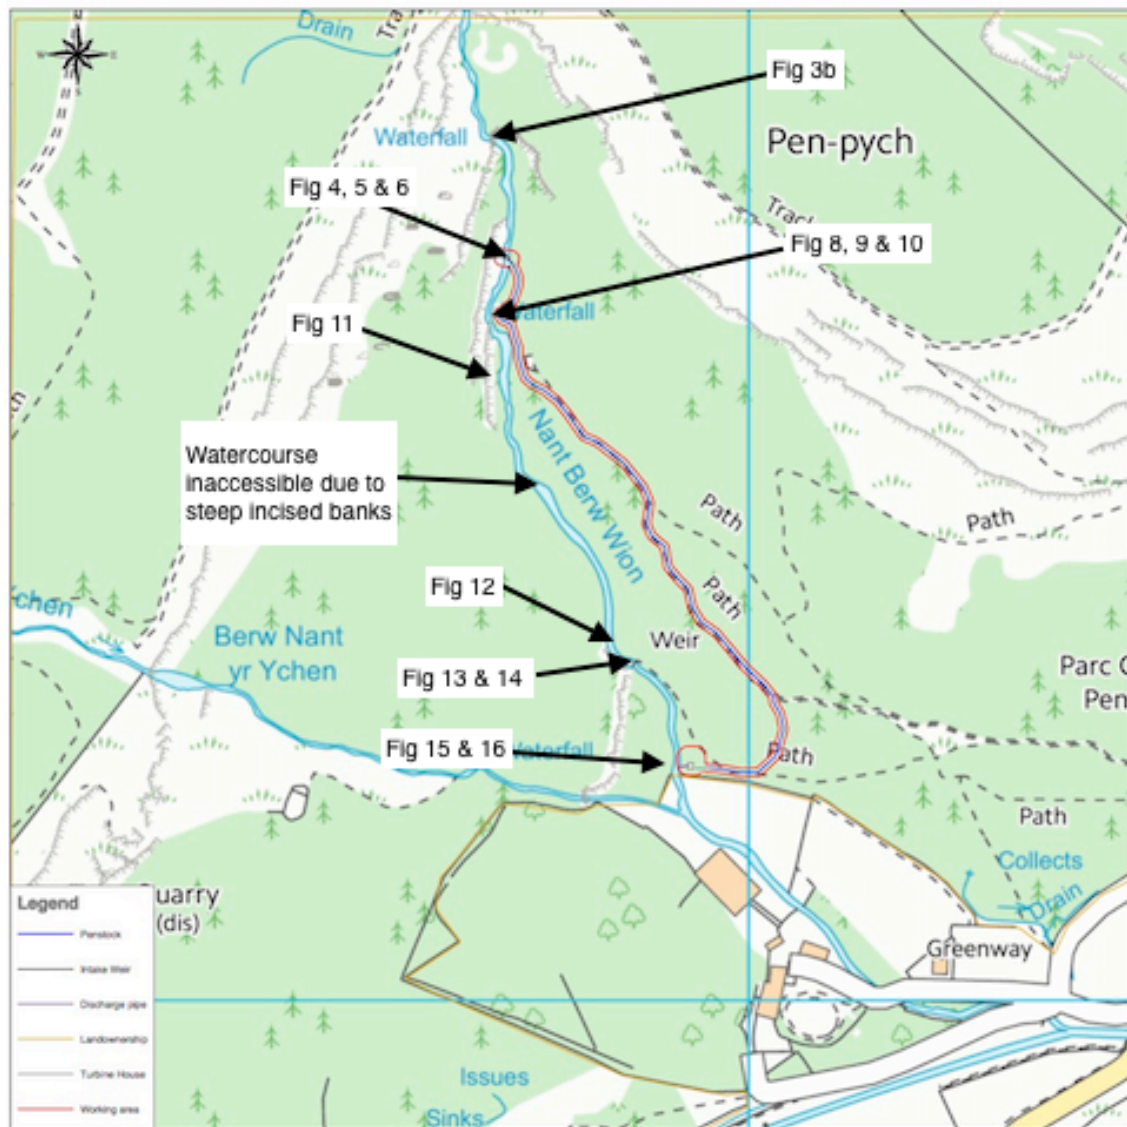 Drain
Tra
Fig 3b
Waterfall
Pen-pych
Fig 4, 5 & 6
Trac
Fig 8, 9 & 10
Waterfall
Fig 11
th
Nant Berw Wion
Watercourse
inaccessible due to
steep incised banks
Path
Path
Path
Fig 12
Ychen
Berw Nant
yr Ychen
Weir
Fig 13 & 14
Parc C
Pen
Fig 15 & 16
Waterfall
Path
Path
Collects
Drain
Quarry
(dis)
Greenway
Legend
Penstock
Intake Weir
Discharge pipe
Landownership
Turbine House
Working area
Issues
Sinks
W
E
S